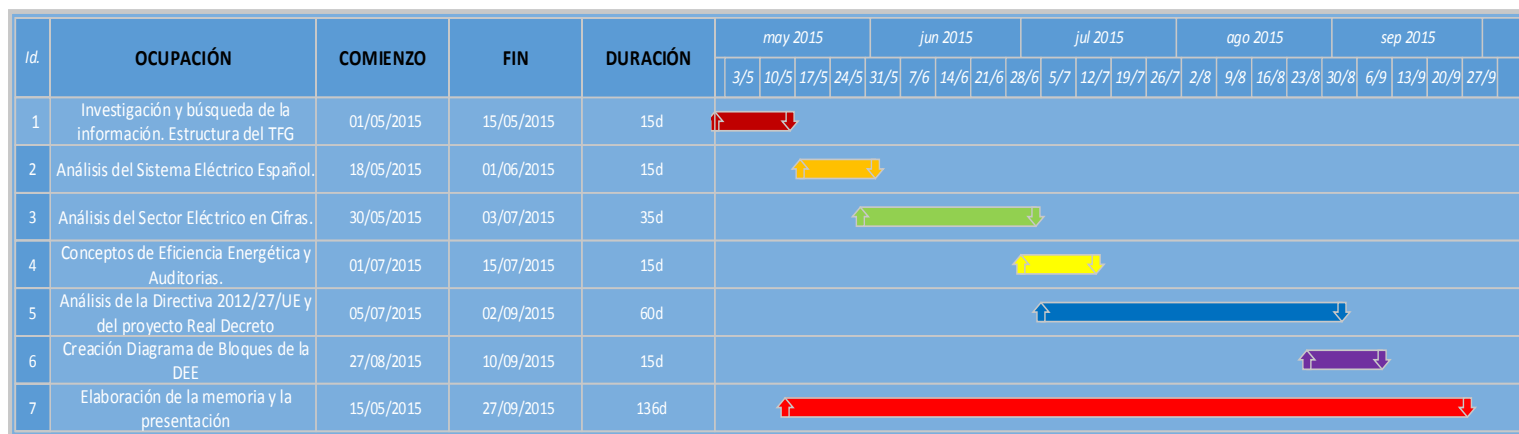 Id. OCUPACIÓN COMIENZO FIN DURACIÓN may 2015 jun 2015 jul 2015 ago 2015 sep 2015
3/5 10/5 17/5 24/5 31/5 7/6 14/6 21/6 28/6 5/7 12/7 19/7 26/7 2/8 9/8 16/8 23/8 30/8 6/9 13/9 20/9 27/9
1 Investigación y búsqueda de la
información. Estructura del TFG 01/05/2015 15/05/2015 15d
2 Análisis del Sistema Eléctrico Español. 18/05/2015 01/06/2015 15d
3 Análisis del Sector Eléctrico en Cifras. 30/05/2015 03/07/2015 35d
4 Conceptos de Eficiencia Energética y
Auditorias. 01/07/2015 15/07/2015 15d
5 Análisis de la Directiva 2012/27/UE y
del proyecto Real Decreto 05/07/2015 02/09/2015 60d
6 Creación Diagrama de Bloques de la
DEE 27/08/2015 10/09/2015 15d
7 Elaboración de la memoria y la
presentación 15/05/2015 27/09/2015 136d